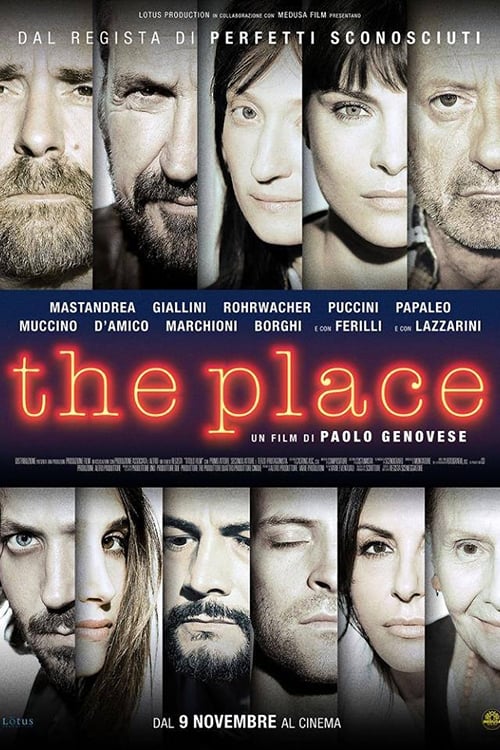 LOTUS PRODUCTION IN COLLABORAZIONE CON MEDUSA FILM PRESENTANO
DAL REGISTA DI PERFETTI SCONOSCIUTI
MASTANDREA GIALLINI ROHRWACHER PUCCINI PAPALEO
MUCCINO D'AMICO MARCHIONI BORGHI E CON FERILLI E CON LAZZARINI
the place
UN FILM DI PAOLO GENOVESE
DAL 9 NOVEMBRE AL CINEMA
Lotus
MEDUSA